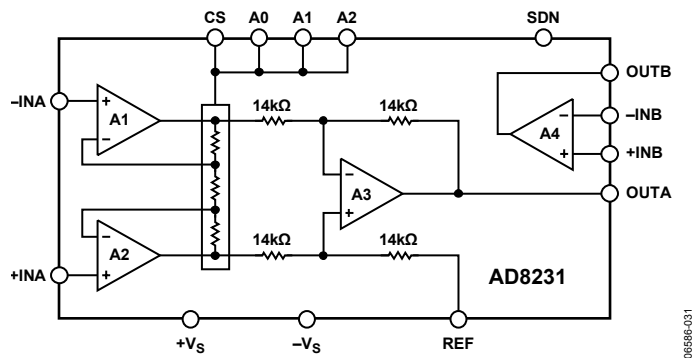 CS A0 A1 A2 SDN
OUTB
–INA
+
A1
–
14kΩ
14kΩ
–
A4
+
–INB
+INB
–
A3
+
OUTA
–
A2
+
+INA
14kΩ
14kΩ
AD8231
+VS
–VS
REF
06586-031